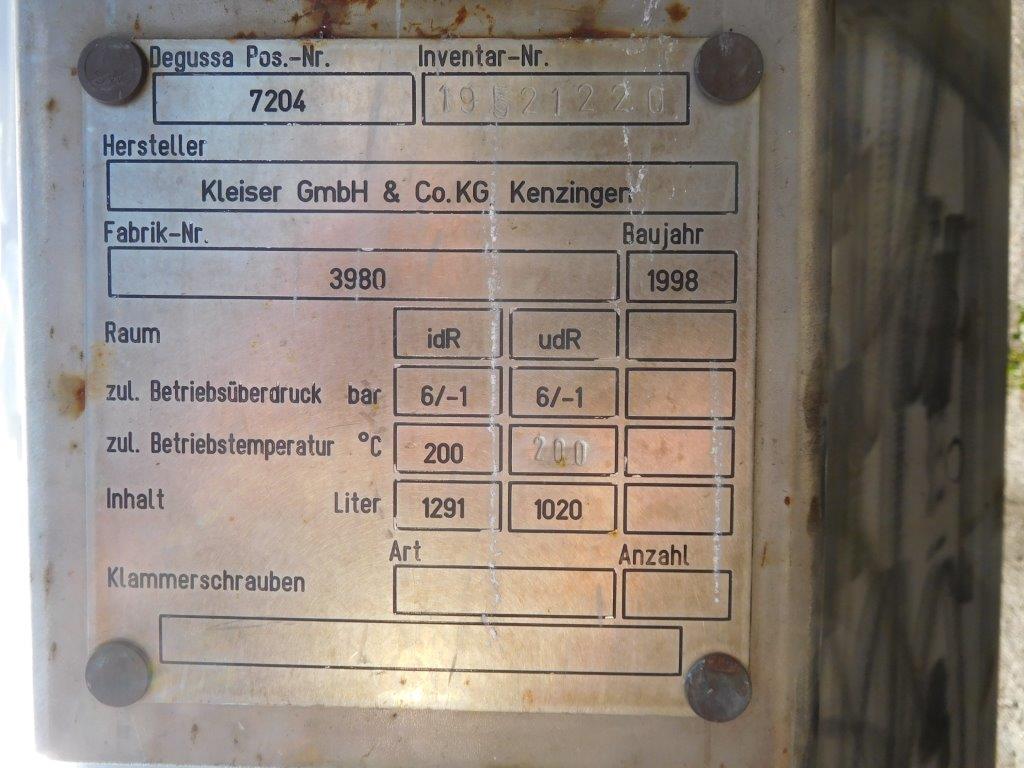 Degussa Pos.-Nr. Inventar-Nr.
7204 19521220
Hersteller
Kleiser GmbH & Co.KG Kenzingen
Fabrik-Nr. Baujahr
3980 1998
Raum idR udR
zul. Betriebsüberdruck bar 6/-1 6/-1
zul. Betriebstemperatur °C 200 200
Inhalt Liter 1291 1020
Art Anzahl
Klammerschrauben